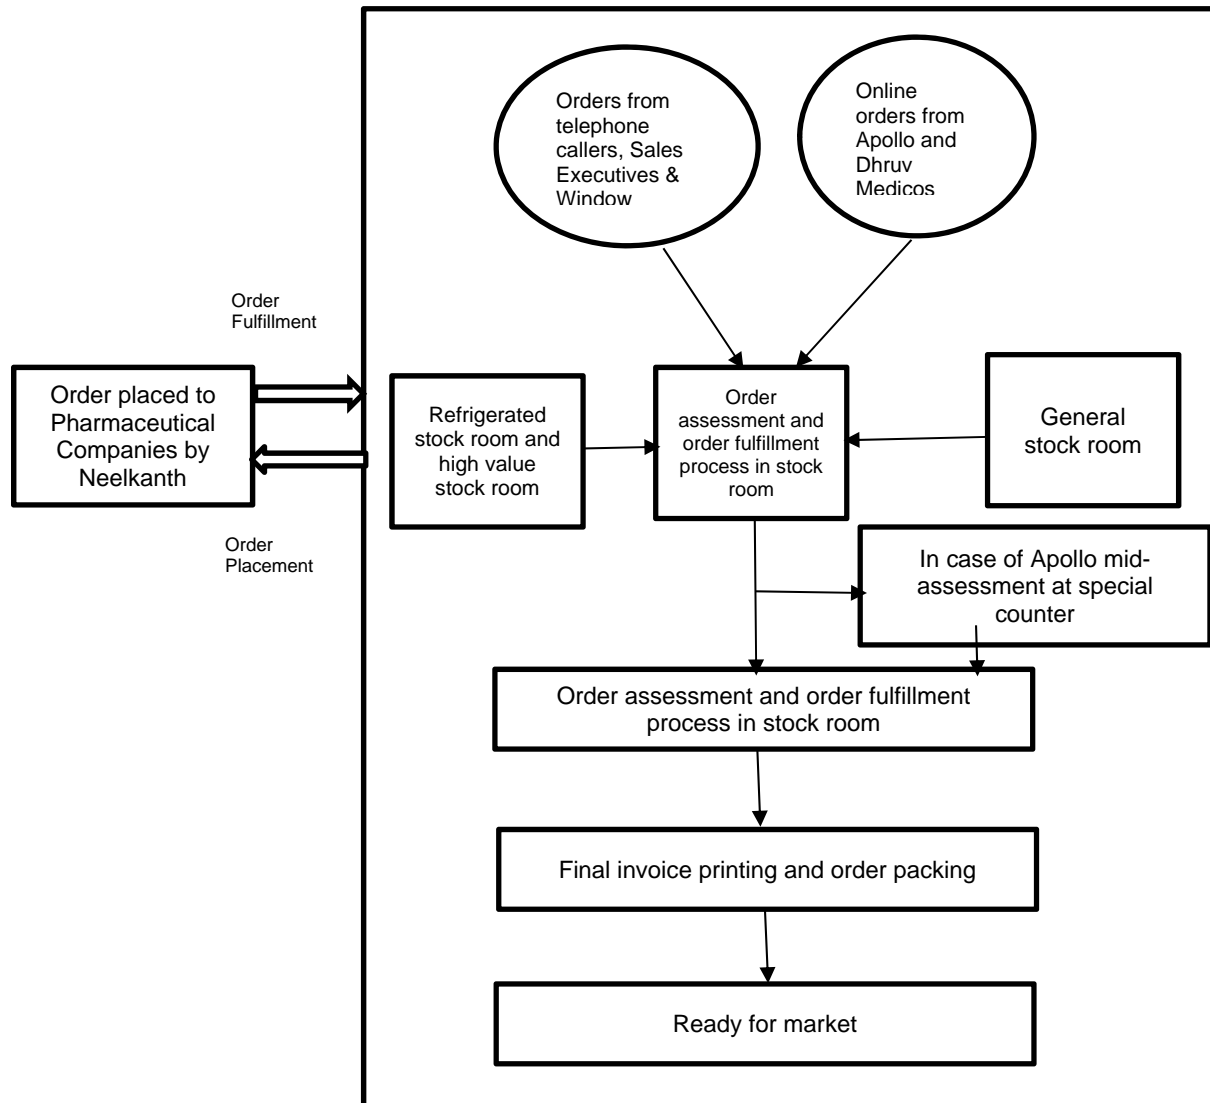 Orders from
telephone
callers, Sales
Executives &
Window
Online
orders from
Apollo and
Dhruv
Medicos
Order
Fulfillment
Order placed to
Pharmaceutical
Companies by
Neelkanth
Order
Placement
Refrigerated
stock room and
high value
stock room
Order
assessment and
order fulfillment
process in stock
room
General
stock room
In case of Apollo mid-
assessment at special
counter
Order assessment and order fulfillment
process in stock room
Final invoice printing and order packing
Ready for market